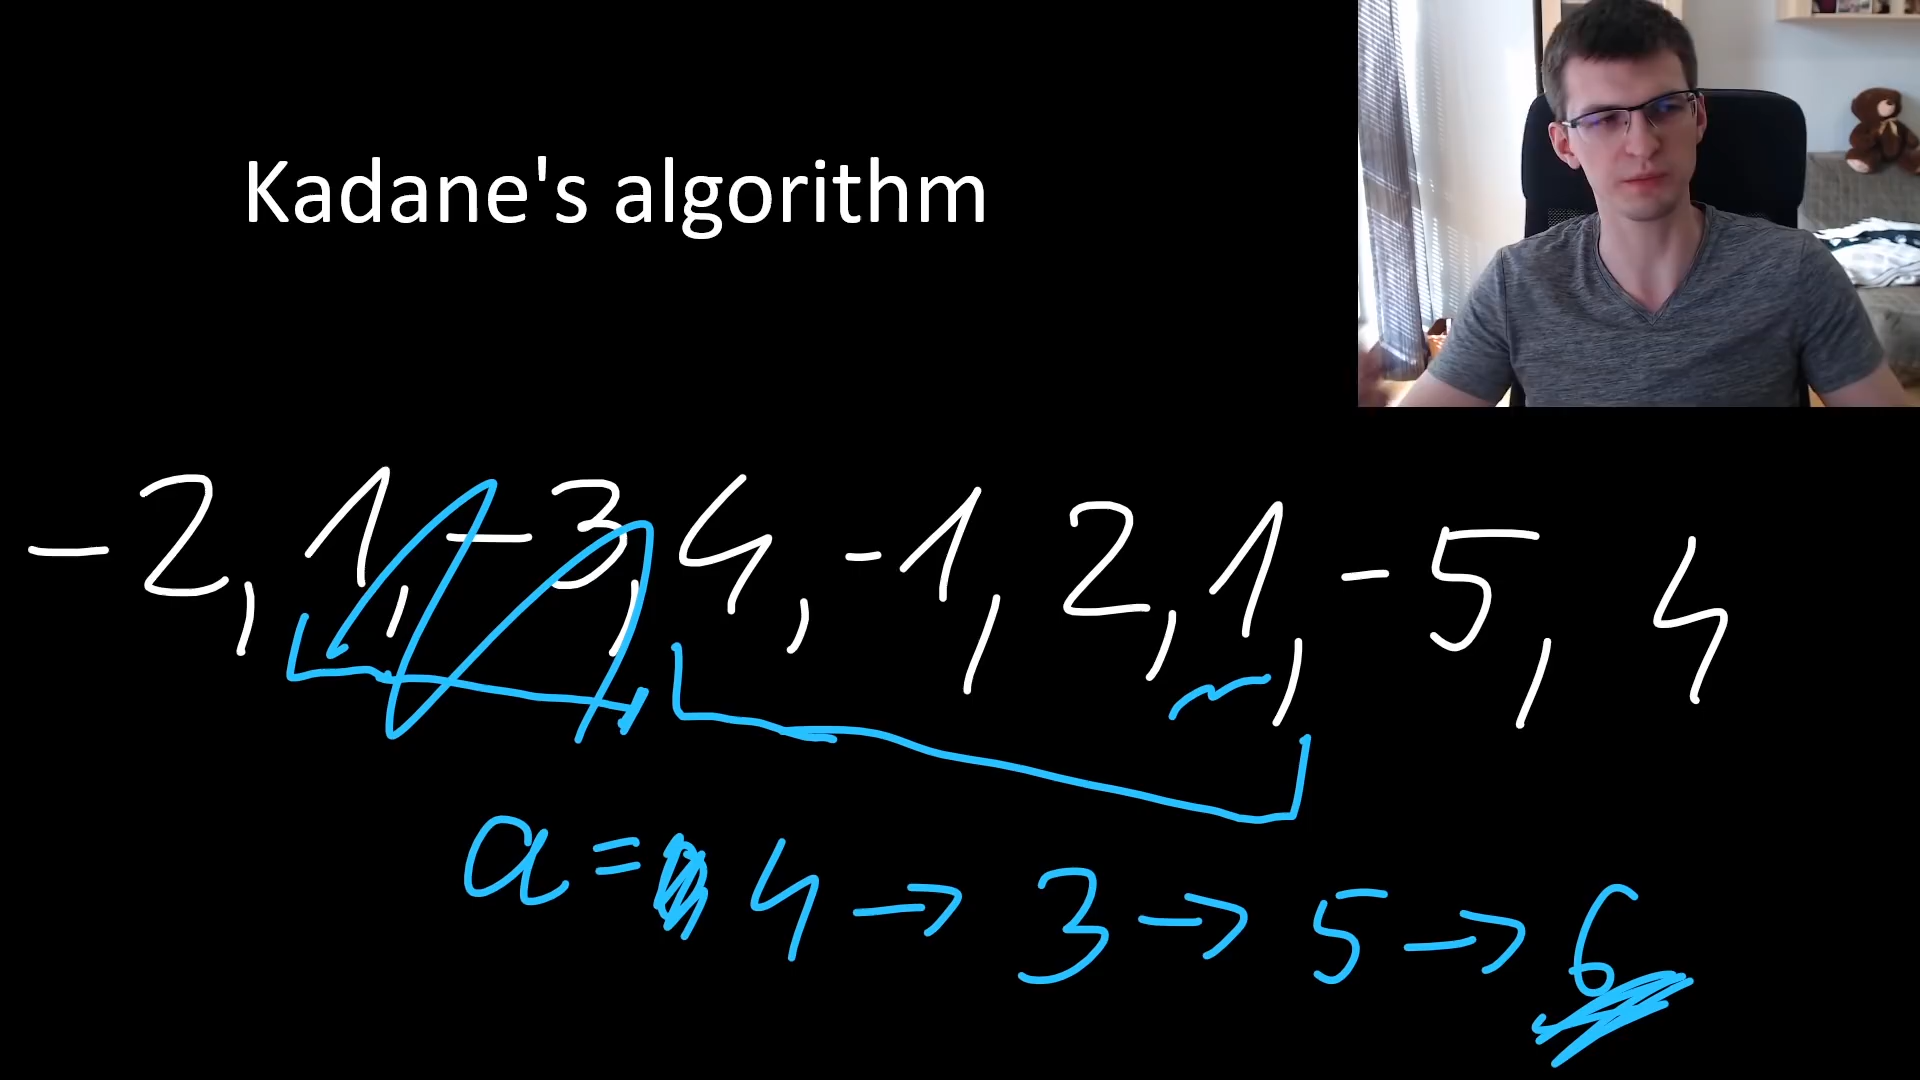 Kadane's algorithm
-2, 1, -3, 4, -1, 2, 1, -5, 4
a = 4 → 3 → 5 → 6